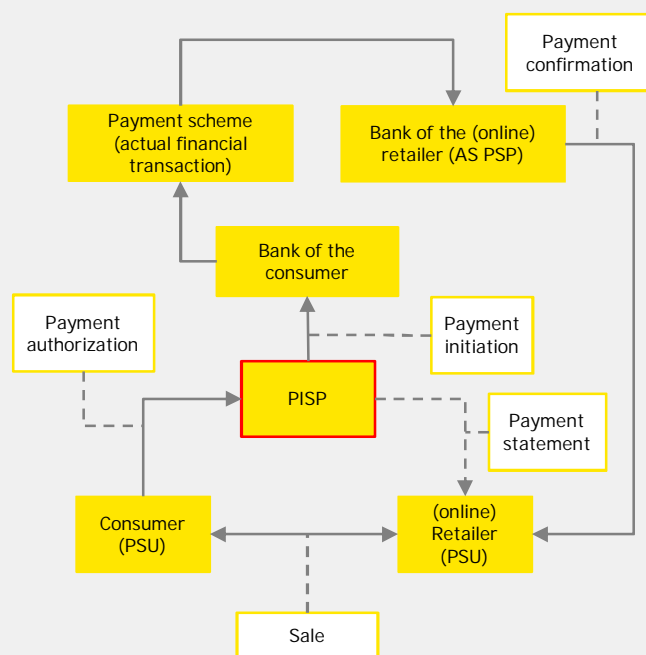 Payment
confirmation
Payment scheme
(actual financial
transaction)
Bank of the (online)
retailer (AS PSP)
Bank of the
consumer
Payment
authorization
Payment
initiation
PISP
Payment
statement
Consumer
(PSU)
(online)
Retailer
(PSU)
Sale